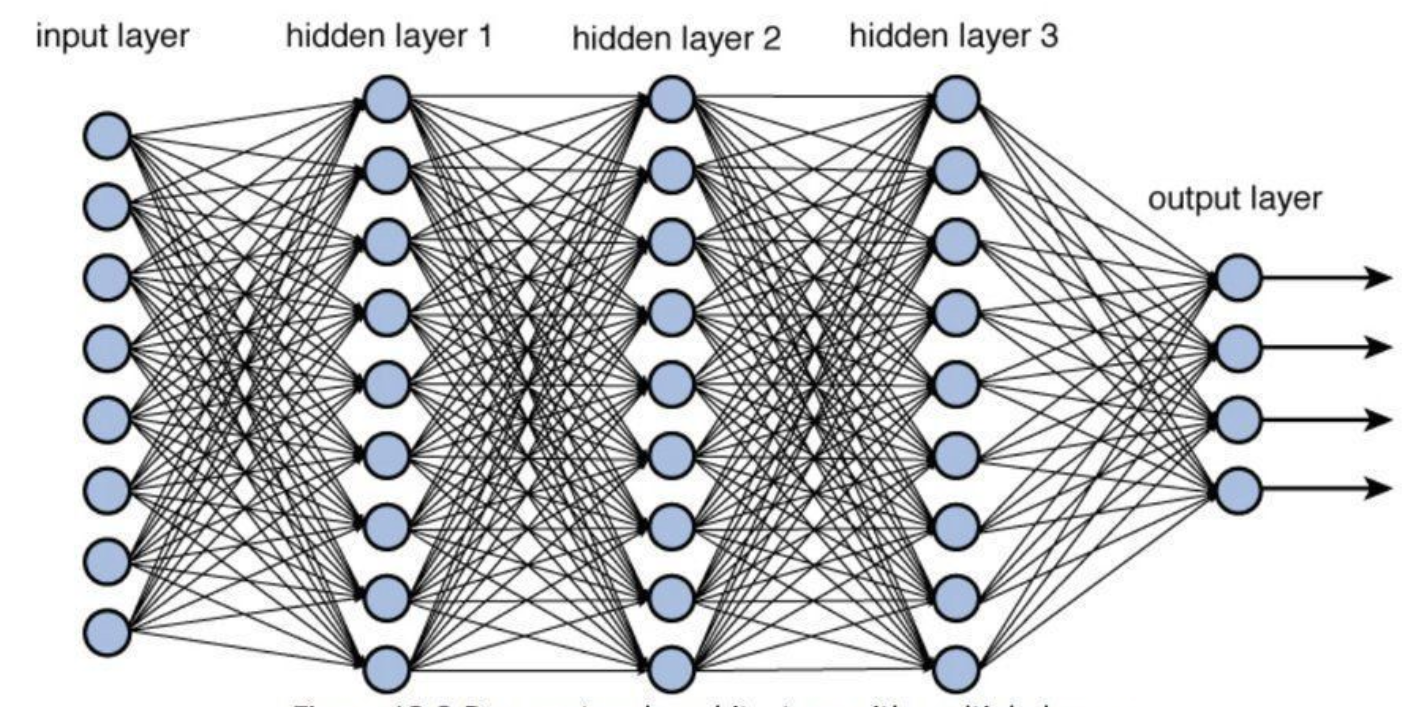 input layer
hidden layer 1
hidden layer 2
hidden layer 3
output layer